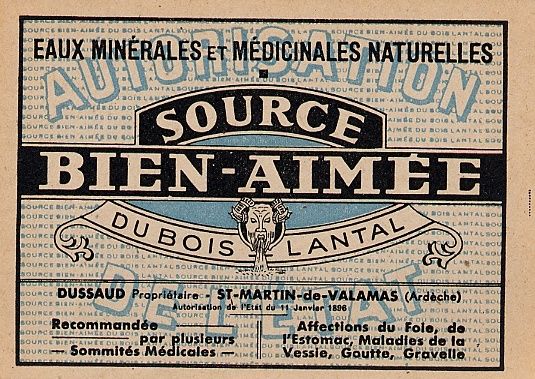 EAUX MINÉRALES ET MÉDICINALES NATURELLES
AUTORISATION
SOURCE
BIEN-AIMÉE
DU BOIS LANTAL
DE L'ÉTAT
DUSSAUD Propriétaire - ST-MARTIN-de-VALAMAS (Ardèche)
Autorisation de l'Etat du 11 Janvier 1896
Recommandée
par plusieurs
— Sommités Médicales —
Affections du Foie, de
l'Estomac, Maladies de la
Vessie, Goutte, Gravelle